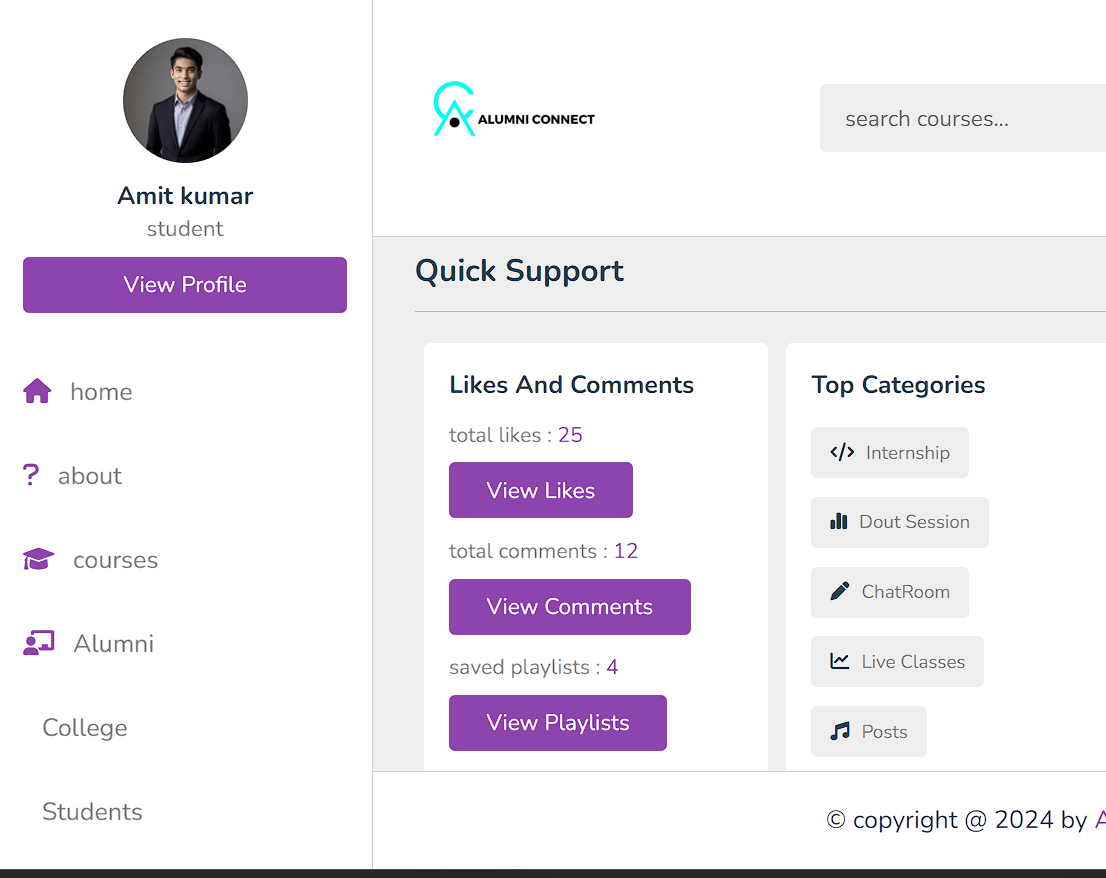 Amit kumar
student
View Profile
home
about
courses
Alumni
College
Students
ALUMNI CONNECT
search courses...
Quick Support
Likes And Comments
total likes : 25
View Likes
total comments : 12
View Comments
saved playlists : 4
View Playlists
Top Categories
Internship
Dout Session
ChatRoom
Live Classes
Posts
© copyright @ 2024 by A